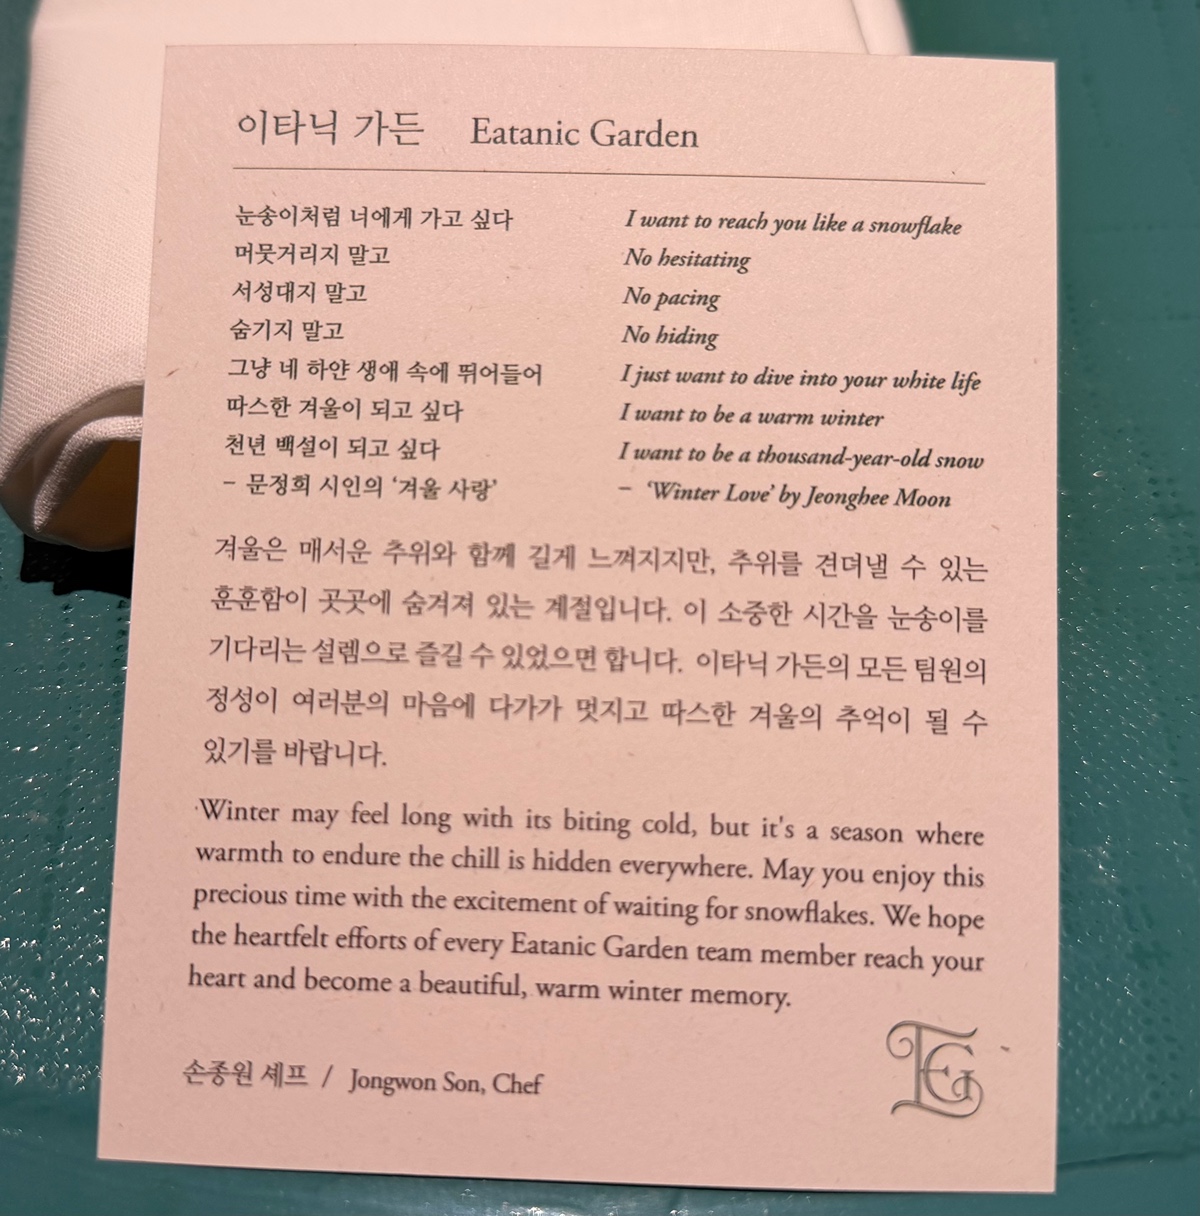 이타닉 가든 Eatanic Garden
눈송이처럼 너에게 가고 싶다
머뭇거리지 말고
서성대지 말고
숨기지 말고
그냥 네 하얀 생애 속에 뛰어들어
따스한 겨울이 되고 싶다
천년 백설이 되고 싶다
- 문정희 시인의 ‘겨울 사랑’
I want to reach you like a snowflake
No hesitating
No pacing
No hiding
I just want to dive into your white life
I want to be a warm winter
I want to be a thousand-year-old snow
- ‘Winter Love’ by Jeonghee Moon
겨울은 매서운 추위와 함께 길게 느껴지지만, 추위를 견뎌낼 수 있는
훈훈함이 곳곳에 숨겨져 있는 계절입니다. 이 소중한 시간을 눈송이를
기다리는 설렘으로 즐길 수 있었으면 합니다. 이타닉 가든의 모든 팀원의
정성이 여러분의 마음에 다가가 멋지고 따스한 겨울의 추억이 될 수
있기를 바랍니다.
Winter may feel long with its biting cold, but it's a season where
warmth to endure the chill is hidden everywhere. May you enjoy this
precious time with the excitement of waiting for snowflakes. We hope
the heartfelt efforts of every Eatanic Garden team member reach your
heart and become a beautiful, warm winter memory.
손종원 셰프 / Jongwon Son, Chef
EG